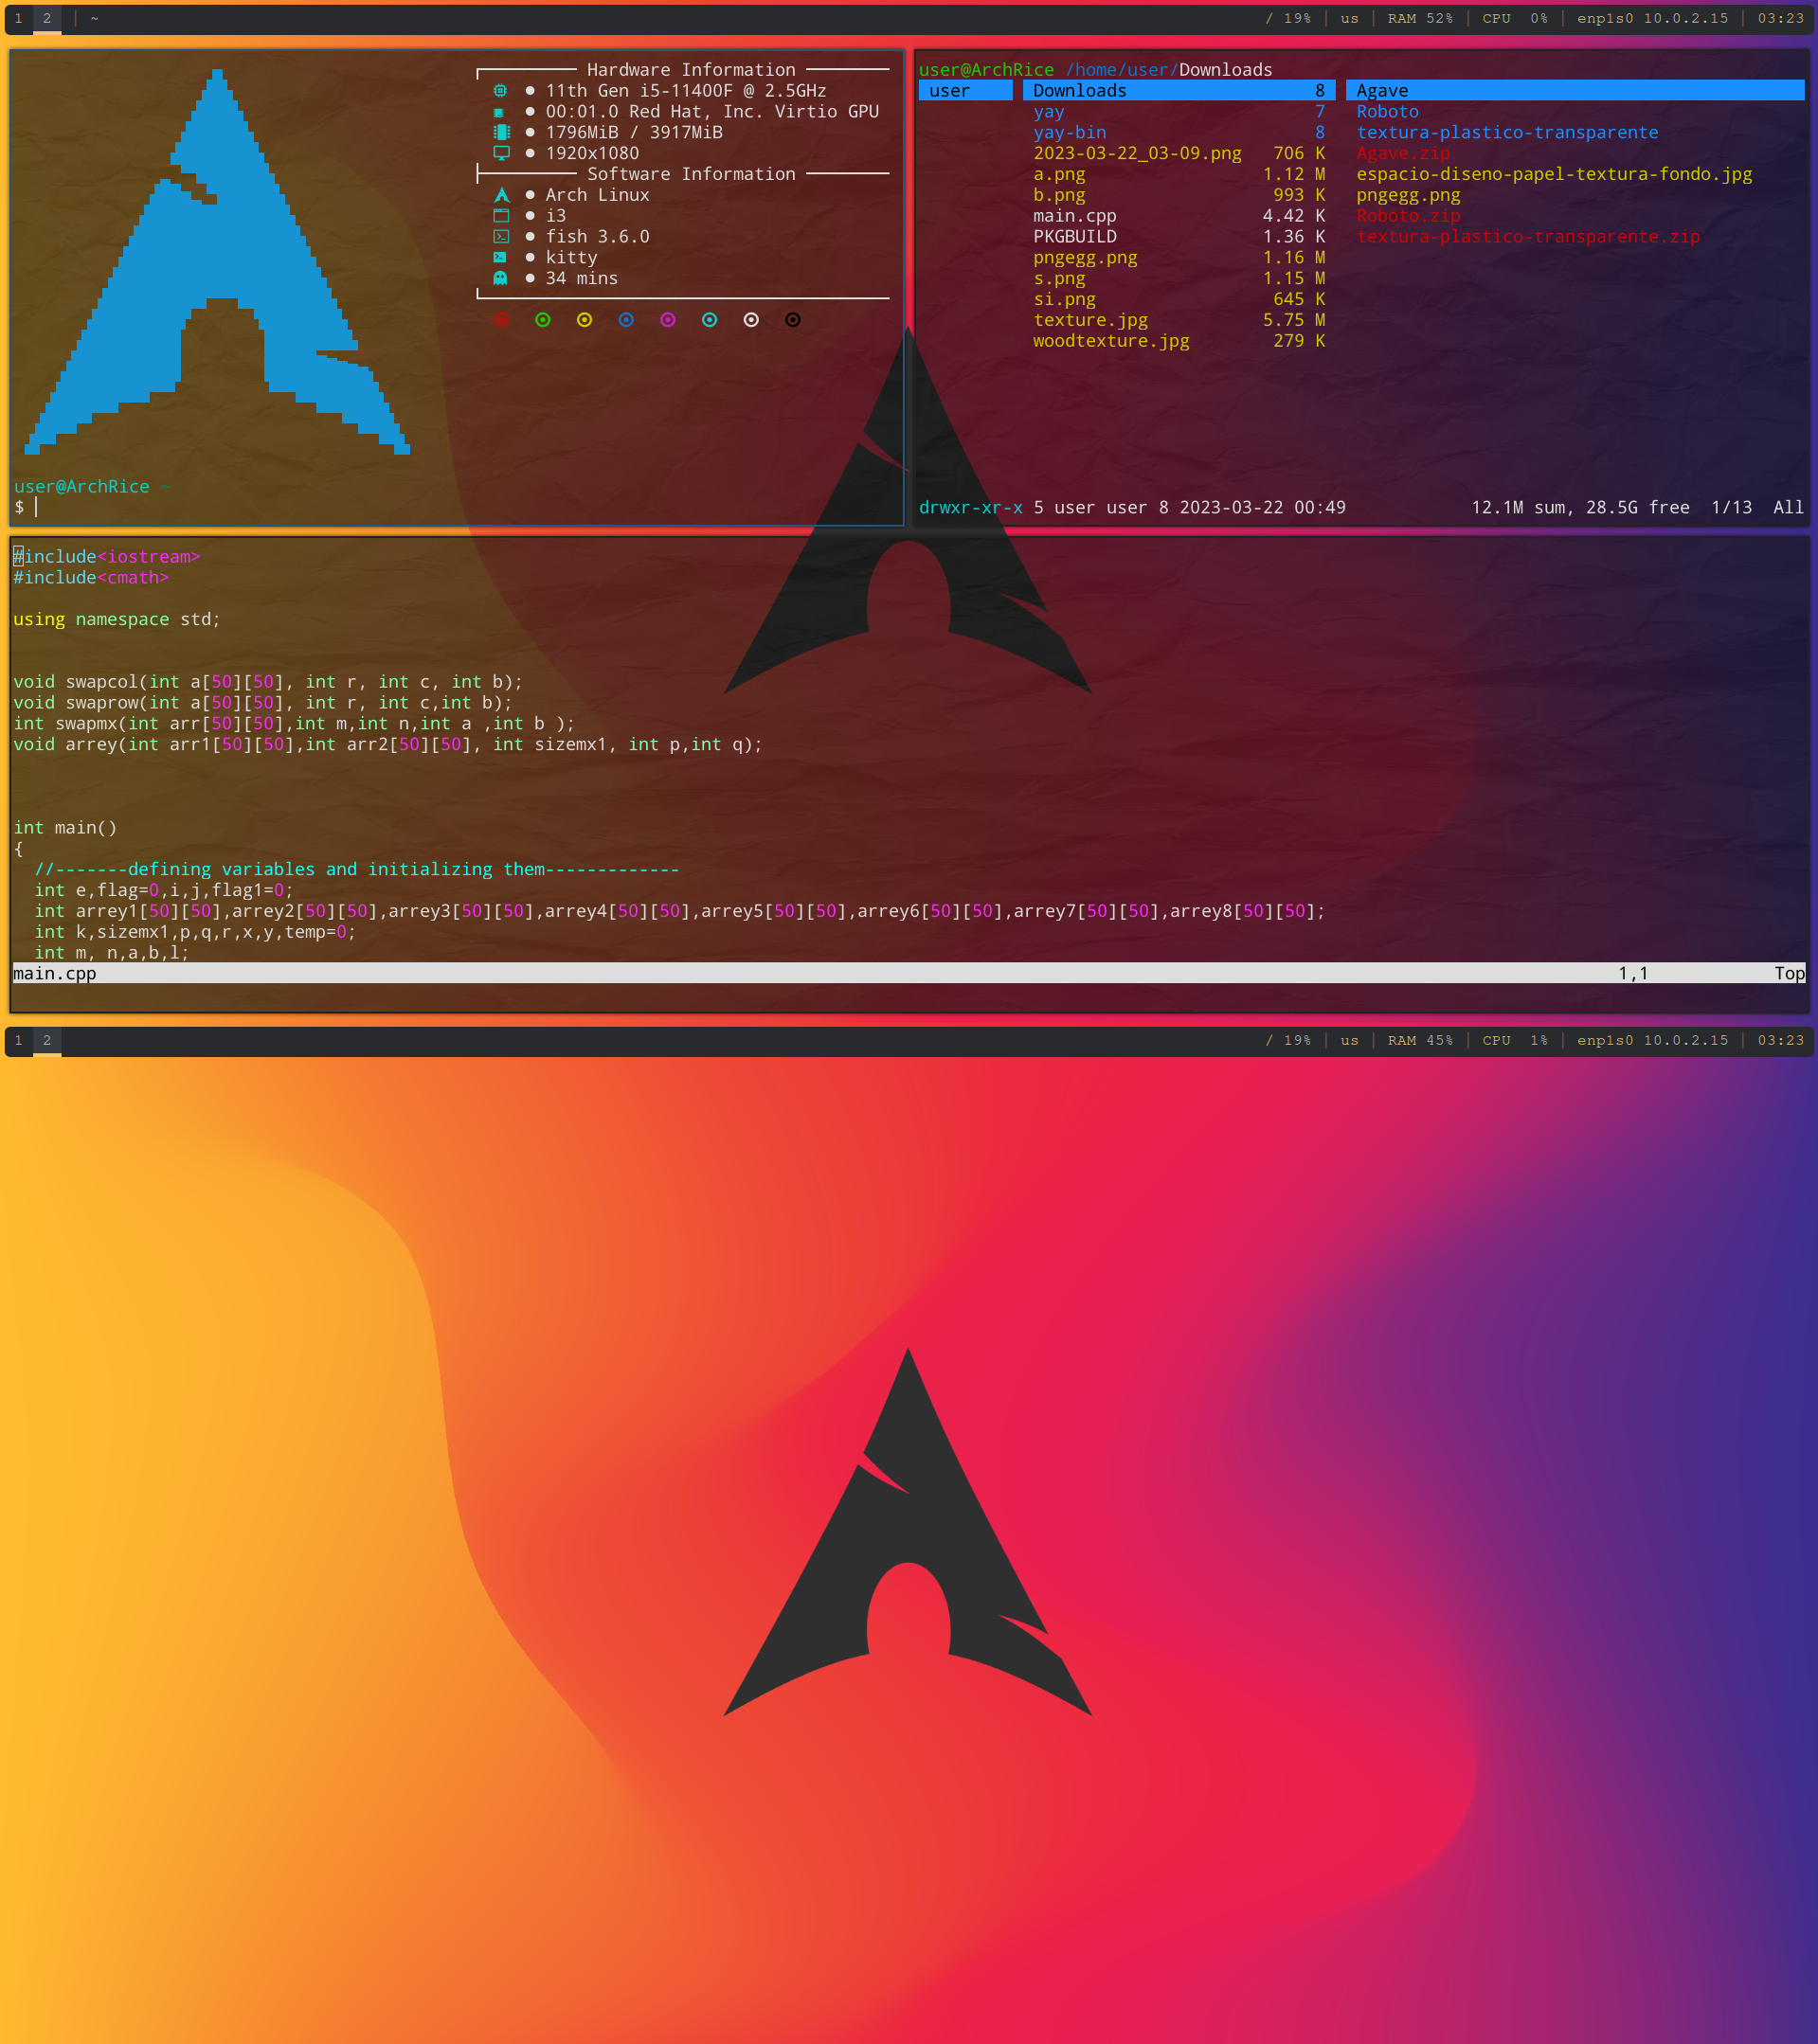 1 2 | ~ / 19% | us | RAM 52% | CPU 0% | enp1s0 10.0.2.15 | 03:23
Hardware Information
● 11th Gen i5-11400F @ 2.5GHz
● 00:01.0 Red Hat, Inc. Virtio GPU
● 1796MiB / 3917MiB
● 1920x1080
Software Information
● Arch Linux
● i3
● fish 3.6.0
● kitty
● 34 mins
user@ArchRice ~
$
user@ArchRice /home/user/Downloads
user Downloads 8 Agave
yay 7 Roboto
yay-bin 8 textura-plastico-transparente
2023-03-22_03-09.png 706 K Agave.zip
a.png 1.12 M espacio-diseno-papel-textura-fondo.jpg
b.png 993 K pngegg.png
main.cpp 4.42 K Roboto.zip
PKGBUILD 1.36 K textura-plastico-transparente.zip
pngegg.png 1.16 M
s.png 1.15 M
si.png 645 K
texture.jpg 5.75 M
woodtexture.jpg 279 K
drwxr-xr-x 5 user user 8 2023-03-22 00:49 12.1M sum, 28.5G free 1/13 All
#include<iostream>
#include<cmath>
using namespace std;
void swapcol(int a[50][50], int r, int c, int b);
void swaprow(int a[50][50], int r, int c,int b);
int swapmx(int arr[50][50],int m,int n,int a ,int b );
void arrey(int arr1[50][50],int arr2[50][50], int sizemx1, int p,int q);
int main()
{
//-------defining variables and initializing them-------------
int e,flag=0,i,j,flag1=0;
int arrey1[50][50],arrey2[50][50],arrey3[50][50],arrey4[50][50],arrey5[50][50],arrey6[50][50],arrey7[50][50],arrey8[50][50];
int k,sizemx1,p,q,r,x,y,temp=0;
int m, n,a,b,l;
main.cpp 1,1 Top
1 2 / 19% | us | RAM 45% | CPU 1% | enp1s0 10.0.2.15 | 03:23